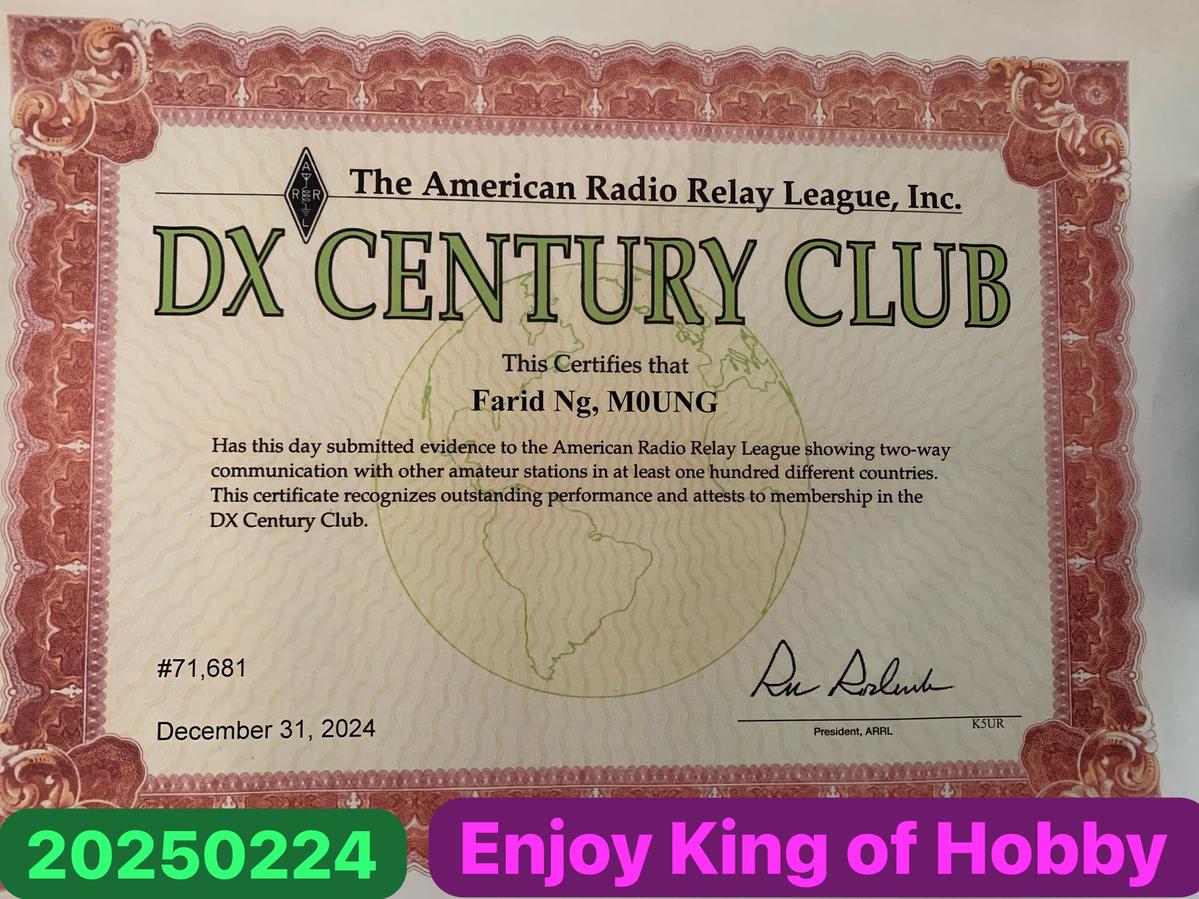 The American Radio Relay League, Inc.
DX CENTURY CLUB
This Certifies that
Farid Ng, M0UNG
Has this day submitted evidence to the American Radio Relay League showing two-way
communication with other amateur stations in at least one hundred different countries.
This certificate recognizes outstanding performance and attests to membership in the
DX Century Club.
#71,681
December 31, 2024
President, ARRL
K5UR
20250224
Enjoy King of Hobby